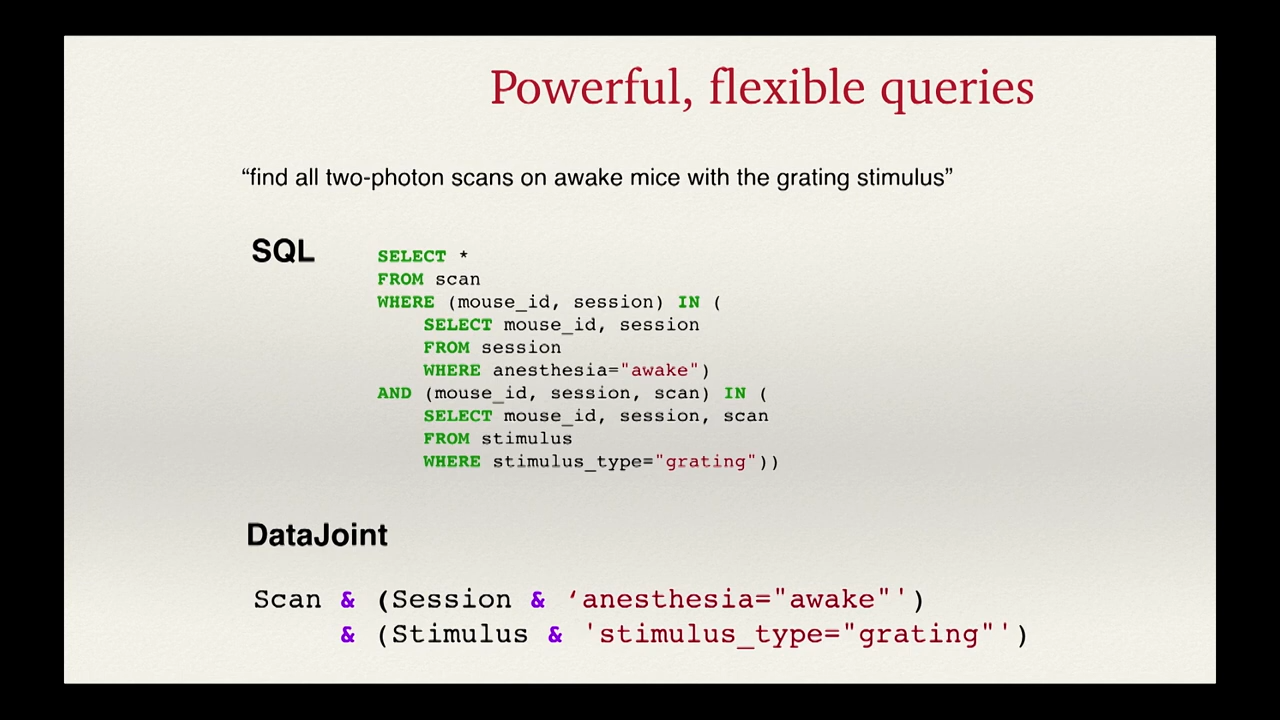 Powerful, flexible queries
“find all two-photon scans on awake mice with the grating stimulus”
SQL
SELECT *
FROM scan
WHERE (mouse_id, session) IN (
SELECT mouse_id, session
FROM session
WHERE anesthesia="awake")
AND (mouse_id, session, scan) IN (
SELECT mouse_id, session, scan
FROM stimulus
WHERE stimulus_type="grating"))
DataJoint
Scan & (Session & ‘anesthesia="awake"')
& (Stimulus & 'stimulus_type="grating"')